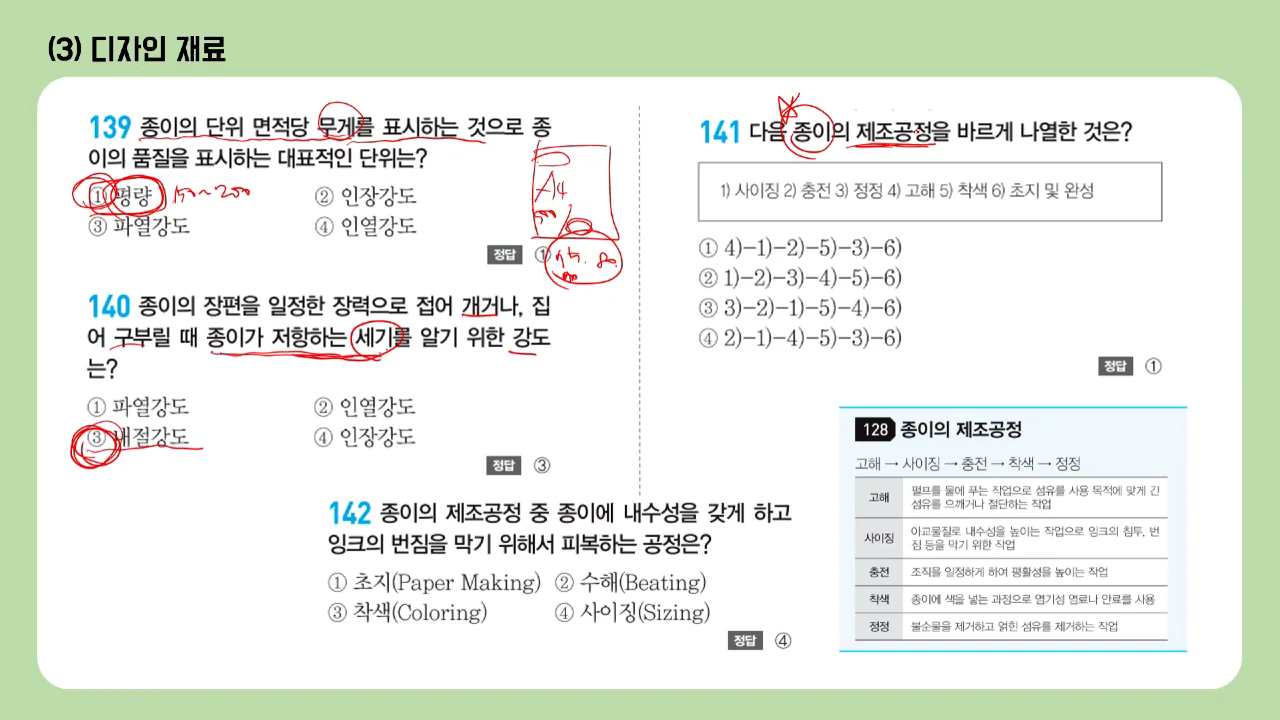 (3) 디자인 재료
139 종이의 단위 면적당 무게를 표시하는 것으로 종
이의 품질을 표시하는 대표적인 단위는?
① 평량 150~200
② 인장강도
③ 파열강도
④ 인열강도
정답 ①
A4
80
140 종이의 장편을 일정한 장력으로 접어 개거나, 집
어 구부릴 때 종이가 저항하는 세기를 알기 위한 강도
는?
① 파열강도
② 인열강도
③ 내절강도
④ 인장강도
정답 ③
141 다음 종이의 제조공정을 바르게 나열한 것은?
1) 사이징 2) 충전 3) 정정 4) 고해 5) 착색 6) 초지 및 완성
① 4)-1)-2)-5)-3)-6)
② 1)-2)-3)-4)-5)-6)
③ 3)-2)-1)-5)-4)-6)
④ 2)-1)-4)-5)-3)-6)
정답 ①
142 종이의 제조공정 중 종이에 내수성을 갖게 하고
잉크의 번짐을 막기 위해서 피복하는 공정은?
① 초지(Paper Making) ② 수해(Beating)
③ 착색(Coloring) ④ 사이징(Sizing)
정답 ④
128 종이의 제조공정
고해 → 사이징 → 충전 → 착색 → 정정
고해 펄프를 물에 푸는 작업으로 섬유를 사용 목적에 맞게 긴
섬유를 으깨거나 절단하는 작업
사이징 아교물질로 내수성을 높이는 작업으로 잉크의 침투, 번
짐 등을 막기 위한 작업
충전 조직을 일정하게 하여 평활성을 높이는 작업
착색 종이에 색을 넣는 과정으로 염기성 염료나 안료를 사용
정정 불순물을 제거하고 얽힌 섬유를 제거하는 작업